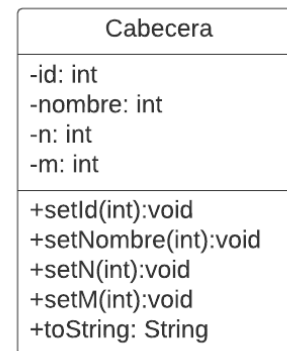 Cabecera
-id: int
-nombre: int
-n: int
-m: int
+setId(int):void
+setNombre(int):void
+setN(int):void
+setM(int):void
+toString: String